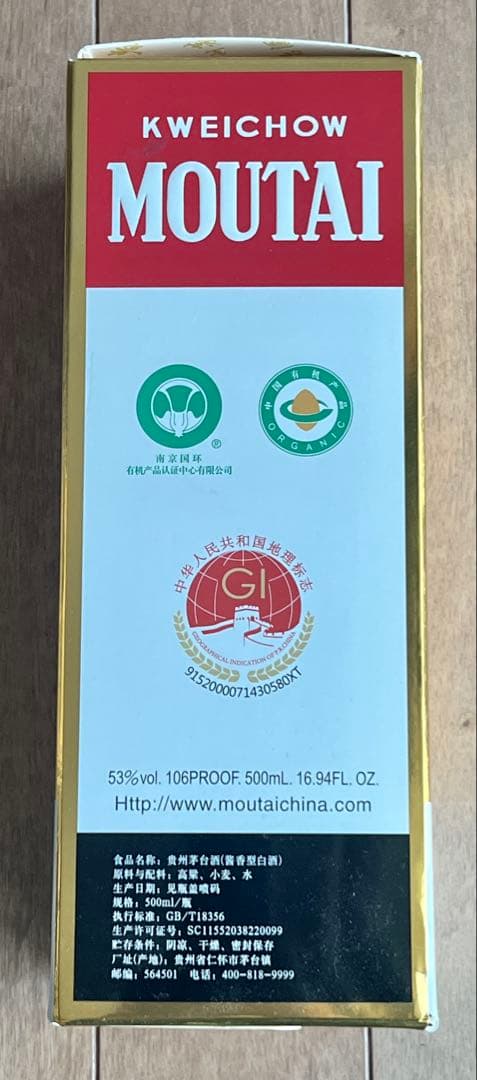 KWEICHOW
MOUTAI
南京国环
有机产品认证中心有限公司
®
中国有机产品
ORGANIC
中华人民共和国地理标志
GI
GEOGRAPHICAL INDICATION OF P.R.CHINA
9152000071430580XT
53%vol. 106PROOF. 500mL. 16.94FL. OZ.
Http://www.moutaichina.com
食品名称：贵州茅台酒(酱香型白酒)
原料与配料：高粱、小麦、水
生产日期：见瓶盖喷码
规格：500ml/瓶
执行标准：GB/T18356
生产许可证号：SC11552038220099
贮存条件：阴凉、干燥、密封保存
厂址(产地)：贵州省仁怀市茅台镇
邮编：564501 电话：400-818-9999